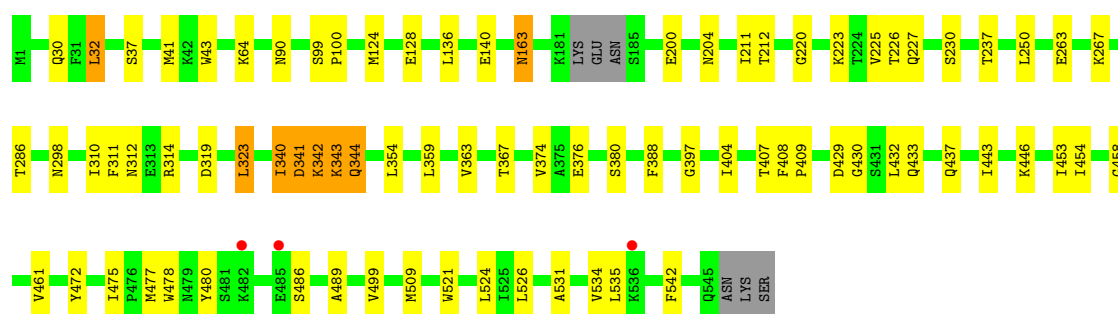 M1 Q30 F31 L32 S37 M41 K42 W43 K64 N90 S99 P100 M124 E128 L136 E140 N163 K181 LYS GLU ASN S185 E200 N204 I211 T212 G220 K223 T224 V225 T226 Q227 S230 T237 L250 E263 K267
T286 N298 I310 F311 N312 E313 R314 D319 L323 I340 D341 K342 K343 Q344 L354 L359 V363 T367 V374 A375 E376 S380 F388 G397 I404 T407 F408 P409 D429 G430 S431 L432 Q433 Q437 I443 K446 I453 I454
V461 Y472 I475 P476 M477 W478 N479 Y480 S481 K482 E485 S486 A489 V499 M509 W521 L524 I525 L526 A531 V534 L535 K536 F542 Q545 ASN LYS SER